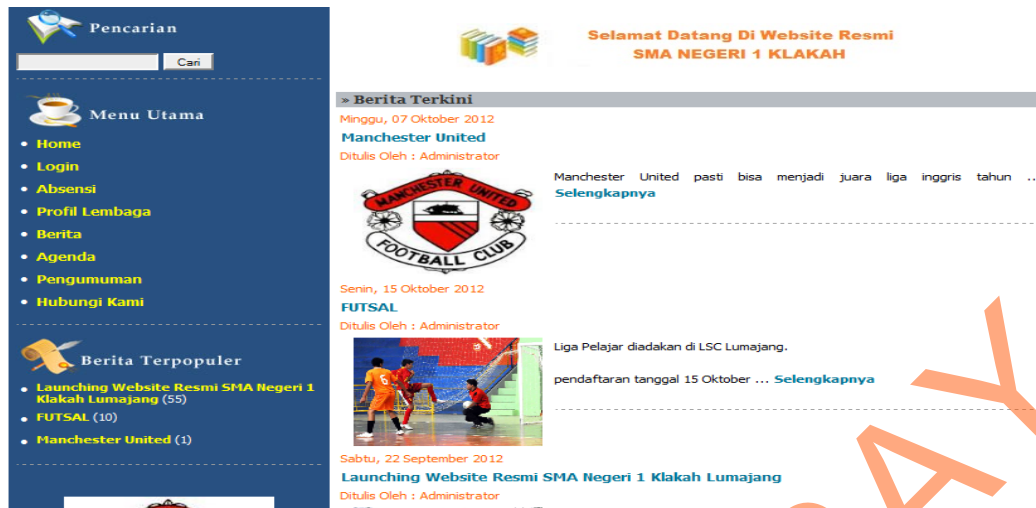 Pencarian
Cari
Menu Utama
• Home
• Login
• Absensi
• Profil Lembaga
• Berita
• Agenda
• Pengumuman
• Hubungi Kami
Berita Terpopuler
• Launching Website Resmi SMA Negeri 1
Klakah Lumajang (55)
• FUTSAL (10)
• Manchester United (1)
Selamat Datang Di Website Resmi
SMA NEGERI 1 KLAKAH
» Berita Terkini
Minggu, 07 Oktober 2012
Manchester United
Ditulis Oleh : Administrator
MANCHESTER UNITED
FOOTBALL CLUB
Manchester United pasti bisa menjadi juara liga inggris tahun ..
Selengkapnya
Senin, 15 Oktober 2012
FUTSAL
Ditulis Oleh : Administrator
6
Liga Pelajar diadakan di LSC Lumajang.
pendaftaran tanggal 15 Oktober ... Selengkapnya
Sabtu, 22 September 2012
Launching Website Resmi SMA Negeri 1 Klakah Lumajang
Ditulis Oleh : Administrator